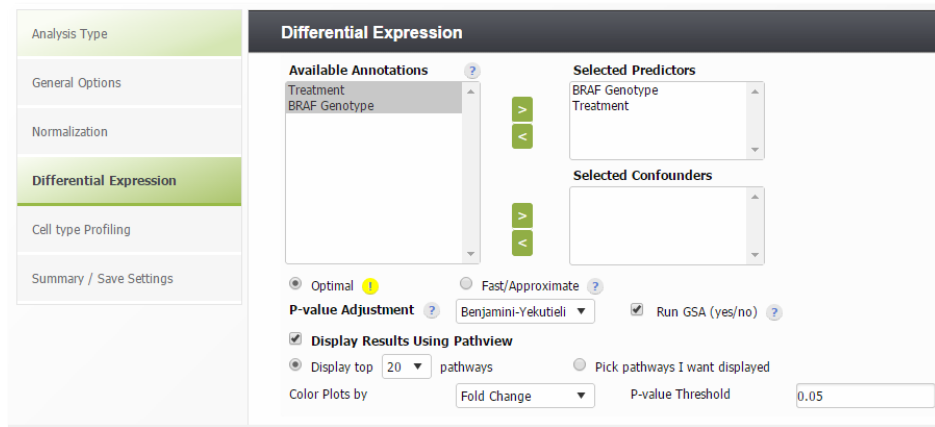 Analysis Type
General Options
Normalization
Differential Expression
Cell type Profiling
Summary / Save Settings
Differential Expression
Available Annotations ?
Treatment
BRAF Genotype
>
<
Selected Predictors
BRAF Genotype
Treatment
Selected Confounders
>
<
Optimal ! Fast/Approximate ?
P-value Adjustment ? Benjamini-Yekutieli Run GSA (yes/no) ?
Display Results Using Pathview
Display top 20 pathways Pick pathways I want displayed
Color Plots by Fold Change P-value Threshold 0.05